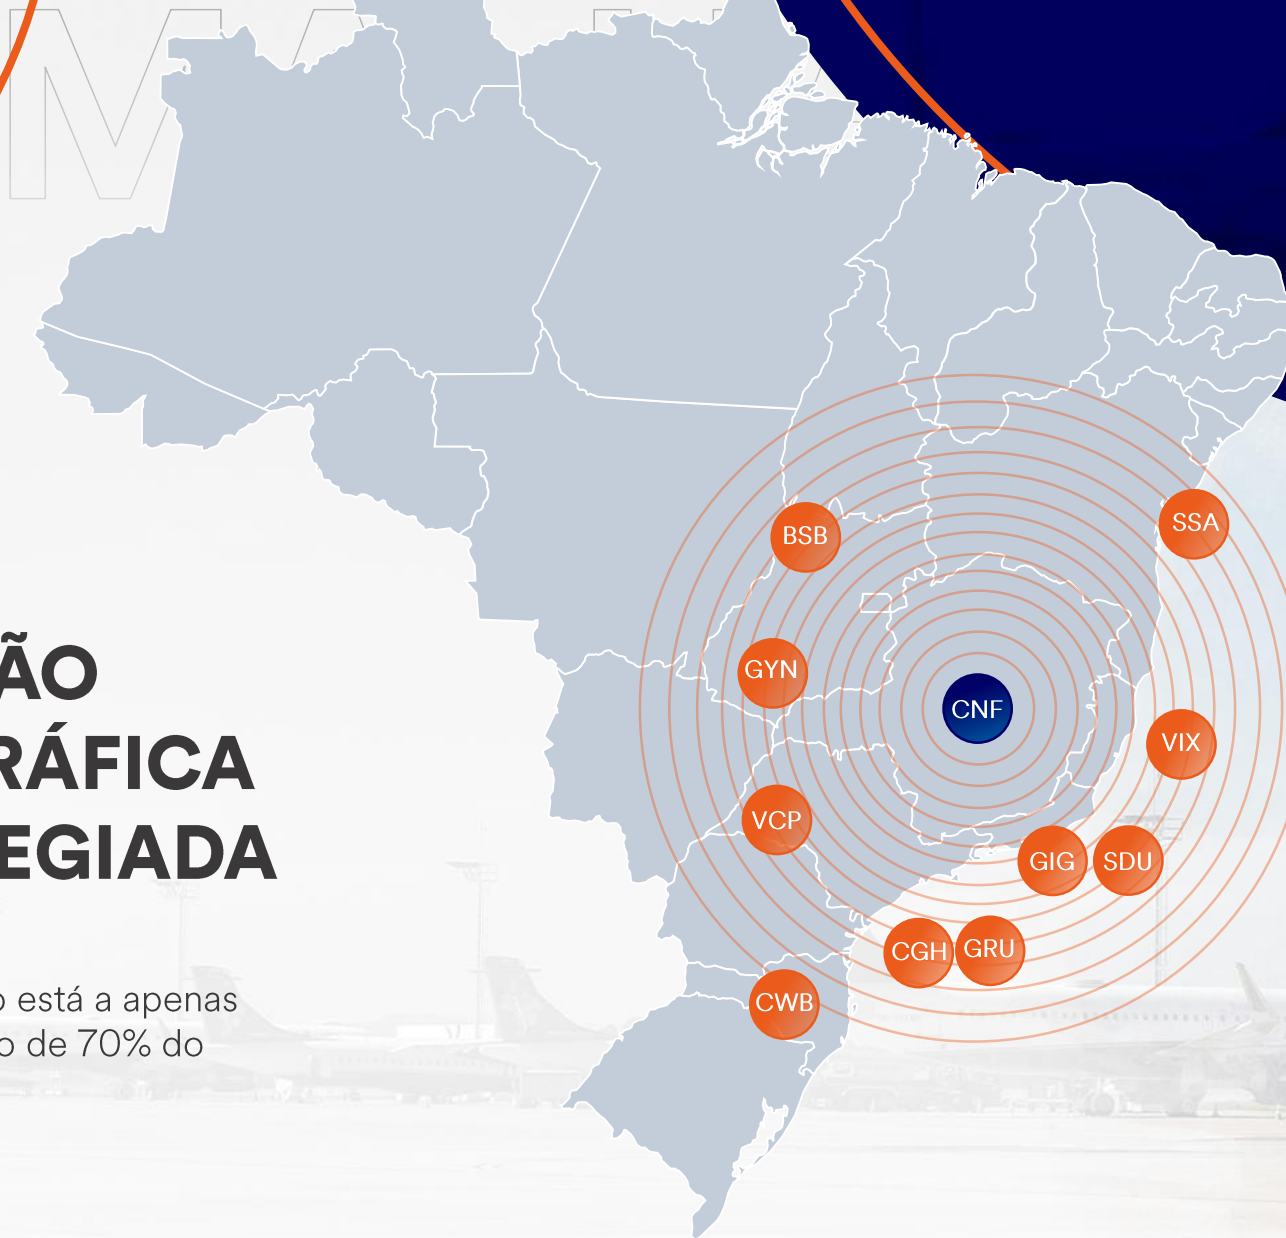 M
BSB
SSA
GYN
CNF
VIX
VCP
GIG
SDU
CGH
GRU
CWB
ÃO
RÁFICA
EGIADA
o está a apenas
o de 70% do